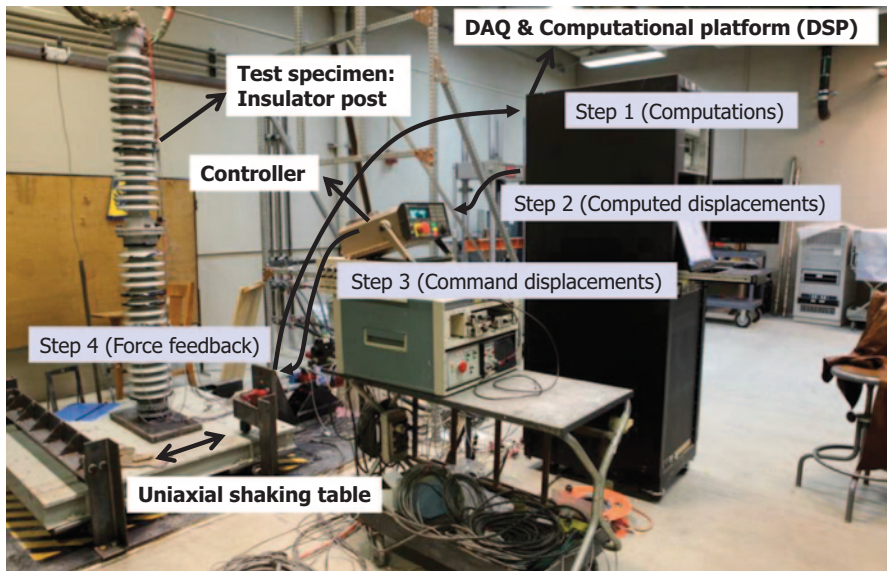 DAQ & Computational platform (DSP)
Test specimen:
Insulator post
Step 1 (Computations)
Controller
Step 2 (Computed displacements)
Step 3 (Command displacements)
Step 4 (Force feedback)
Uniaxial shaking table